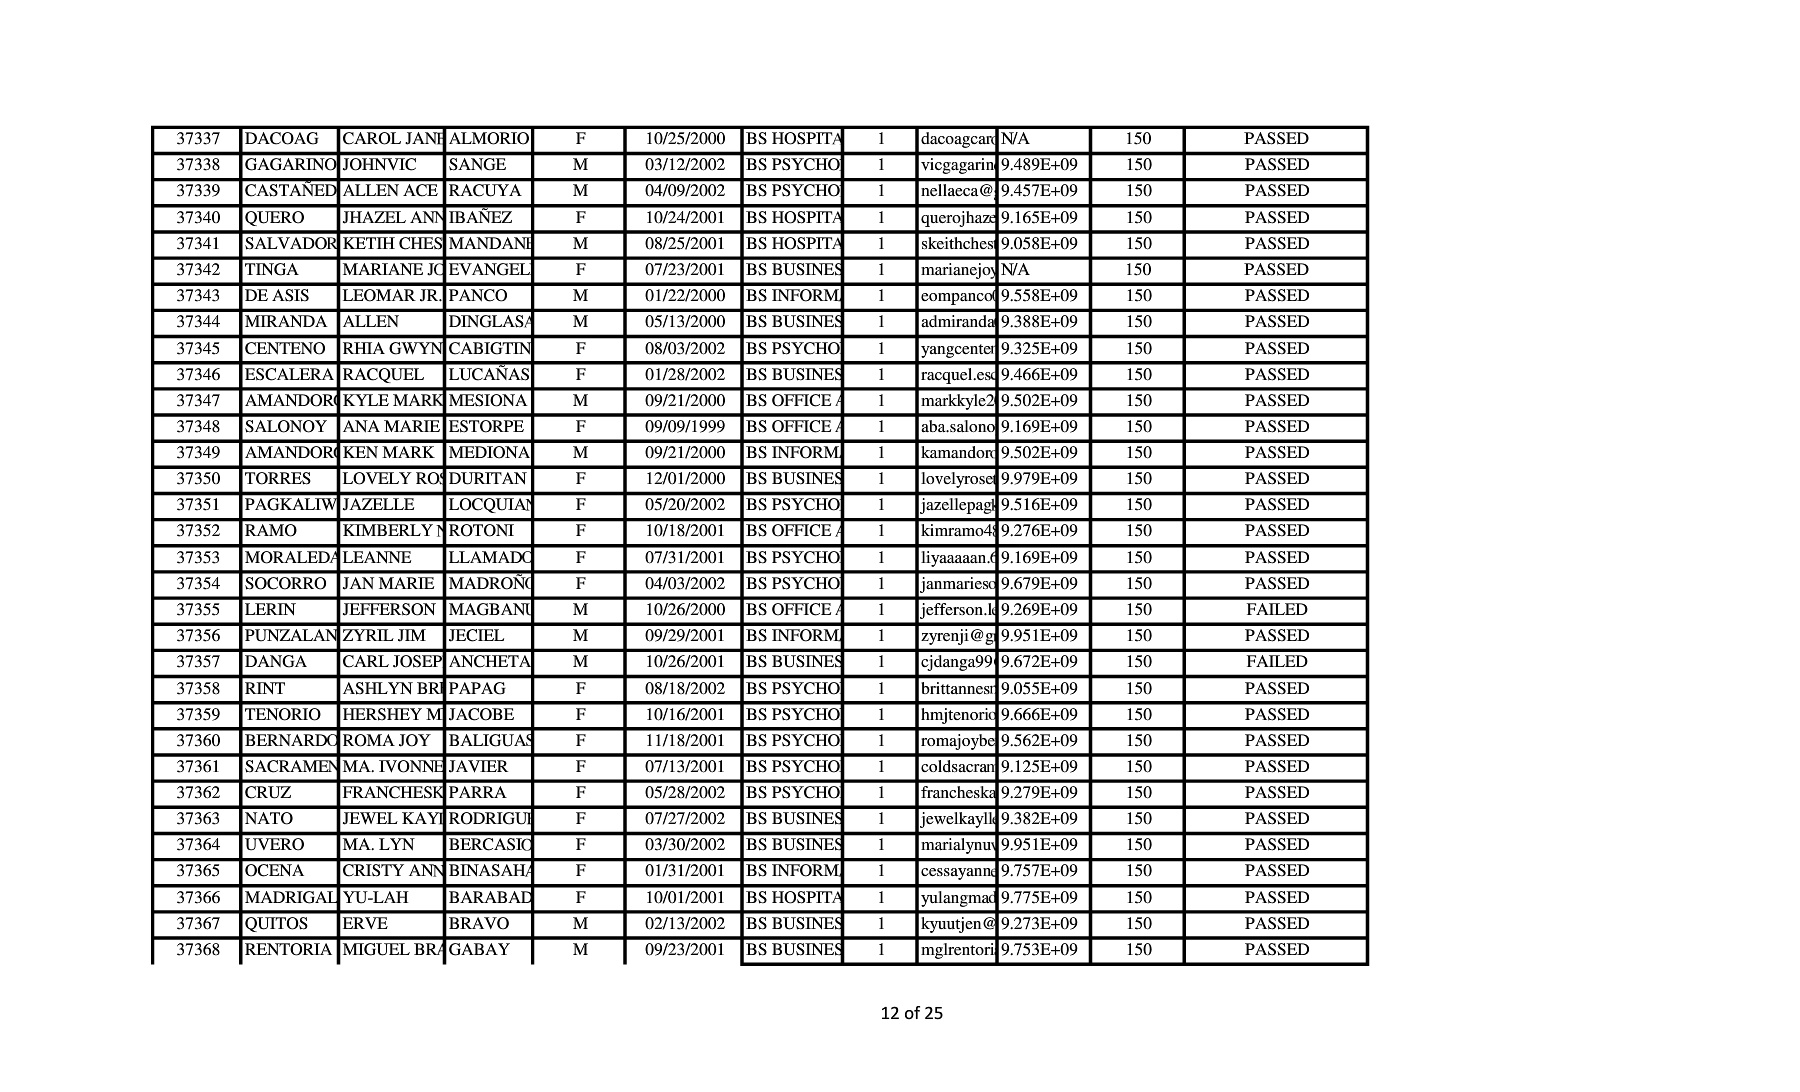 37337 DACOAG CAROL JANE ALMORIO F 10/25/2000 BS HOSPITA 1 dacoagcaro N/A 150 PASSED
37338 GAGARINO JOHNVIC SANGE M 03/12/2002 BS PSYCHO 1 vicgagarin 9.489E+09 150 PASSED
37339 CASTAÑED ALLEN ACE RACUYA M 04/09/2002 BS PSYCHO 1 nellaeca@ 9.457E+09 150 PASSED
37340 QUERO JHAZEL ANN IBAÑEZ F 10/24/2001 BS HOSPITA 1 querojhaze 9.165E+09 150 PASSED
37341 SALVADOR KETIH CHES MANDANE M 08/25/2001 BS HOSPITA 1 skeithchest 9.058E+09 150 PASSED
37342 TINGA MARIANE JO EVANGEL F 07/23/2001 BS BUSINES 1 marianejoy N/A 150 PASSED
37343 DE ASIS LEOMAR JR. PANCO M 01/22/2000 BS INFORM 1 eompanco 9.558E+09 150 PASSED
37344 MIRANDA ALLEN DINGLASA M 05/13/2000 BS BUSINES 1 admiranda 9.388E+09 150 PASSED
37345 CENTENO RHIA GWYN CABIGTIN F 08/03/2002 BS PSYCHO 1 yangcenten 9.325E+09 150 PASSED
37346 ESCALERA RACQUEL LUCAÑAS F 01/28/2002 BS BUSINES 1 racquel.esc 9.466E+09 150 PASSED
37347 AMANDORO KYLE MARK MESIONA M 09/21/2000 BS OFFICE A 1 markkyle2 9.502E+09 150 PASSED
37348 SALONOY ANA MARIE ESTORPE F 09/09/1999 BS OFFICE A 1 aba.salono 9.169E+09 150 PASSED
37349 AMANDORO KEN MARK MEDIONA M 09/21/2000 BS INFORM 1 kamandoro 9.502E+09 150 PASSED
37350 TORRES LOVELY ROS DURITAN F 12/01/2000 BS BUSINES 1 lovelyroset 9.979E+09 150 PASSED
37351 PAGKALIW JAZELLE LOCQUIAN F 05/20/2002 BS PSYCHO 1 jazellepagk 9.516E+09 150 PASSED
37352 RAMO KIMBERLY N ROTONI F 10/18/2001 BS OFFICE A 1 kimramo48 9.276E+09 150 PASSED
37353 MORALEDA LEANNE LLAMADO F 07/31/2001 BS PSYCHO 1 liyaaaaan.6 9.169E+09 150 PASSED
37354 SOCORRO JAN MARIE MADROÑO F 04/03/2002 BS PSYCHO 1 janmarieso 9.679E+09 150 PASSED
37355 LERIN JEFFERSON MAGBANU M 10/26/2000 BS OFFICE A 1 jefferson.le 9.269E+09 150 FAILED
37356 PUNZALAN ZYRIL JIM JECIEL M 09/29/2001 BS INFORM 1 zyrenji@g 9.951E+09 150 PASSED
37357 DANGA CARL JOSEP ANCHETA M 10/26/2001 BS BUSINES 1 cjdanga99 9.672E+09 150 FAILED
37358 RINT ASHLYN BRI PAPAG F 08/18/2002 BS PSYCHO 1 brittannesr 9.055E+09 150 PASSED
37359 TENORIO HERSHEY M JACOBE F 10/16/2001 BS PSYCHO 1 hmjtenorio 9.666E+09 150 PASSED
37360 BERNARDO ROMA JOY BALIGUAS F 11/18/2001 BS PSYCHO 1 romajoybe 9.562E+09 150 PASSED
37361 SACRAMEN MA. IVONNE JAVIER F 07/13/2001 BS PSYCHO 1 coldsacram 9.125E+09 150 PASSED
37362 CRUZ FRANCHESK PARRA F 05/28/2002 BS PSYCHO 1 francheska 9.279E+09 150 PASSED
37363 NATO JEWEL KAYL RODRIGUE F 07/27/2002 BS BUSINES 1 jewelkaylle 9.382E+09 150 PASSED
37364 UVERO MA. LYN BERCASIO F 03/30/2002 BS BUSINES 1 marialynuv 9.951E+09 150 PASSED
37365 OCENA CRISTY ANN BINASAHA F 01/31/2001 BS INFORM 1 cessayanne 9.757E+09 150 PASSED
37366 MADRIGAL YU-LAH BARABAD F 10/01/2001 BS HOSPITA 1 yulangmad 9.775E+09 150 PASSED
37367 QUITOS ERVE BRAVO M 02/13/2002 BS BUSINES 1 kyuutjen@ 9.273E+09 150 PASSED
37368 RENTORIA MIGUEL BRA GABAY M 09/23/2001 BS BUSINES 1 mglrentori 9.753E+09 150 PASSED
12 of 25